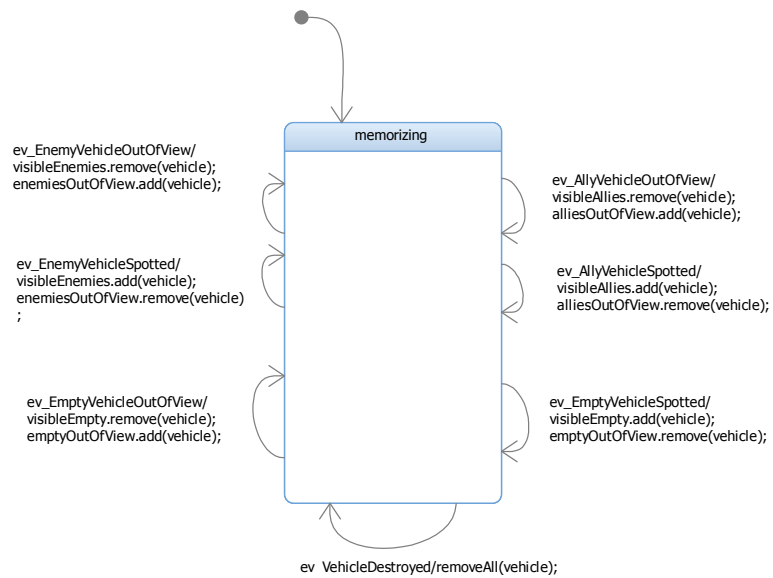 memorizing
ev_EnemyVehicleOutOfView/
visibleEnemies.remove(vehicle);
enemiesOutOfView.add(vehicle);
ev_AllyVehicleOutOfView/
visibleAllies.remove(vehicle);
alliesOutOfView.add(vehicle);
ev_EnemyVehicleSpotted/
visibleEnemies.add(vehicle);
enemiesOutOfView.remove(vehicle)
;
ev_AllyVehicleSpotted/
visibleAllies.add(vehicle);
alliesOutOfView.remove(vehicle);
ev_EmptyVehicleOutOfView/
visibleEmpty.remove(vehicle);
emptyOutOfView.add(vehicle);
ev_EmptyVehicleSpotted/
visibleEmpty.add(vehicle);
emptyOutOfView.remove(vehicle);
ev_VehicleDestroyed/removeAll(vehicle);